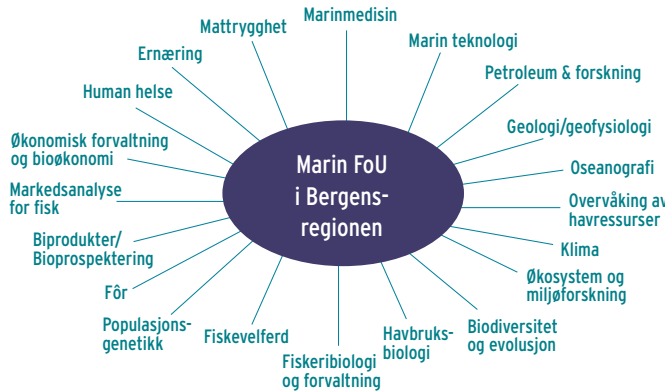 Marinmedisin
Mattrygghet
Marin teknologi
Ernæring
Petroleum & forskning
Human helse
Geologi/geofysiologi
Økonomisk forvaltning
og bioøkonomi
Marin FoU
i Bergens-
regionen
Oseanografi
Markedsanalyse
for fisk
Overvåking av
havressurser
Biprodukter/
Bioprospektering
Klima
Fôr
Økosystem og
miljøforskning
Populasjons-
genetikk
Fiskevelferd
Fiskeribiologi
og forvaltning
Havbruks-
biologi
Biodiversitet
og evolusjon